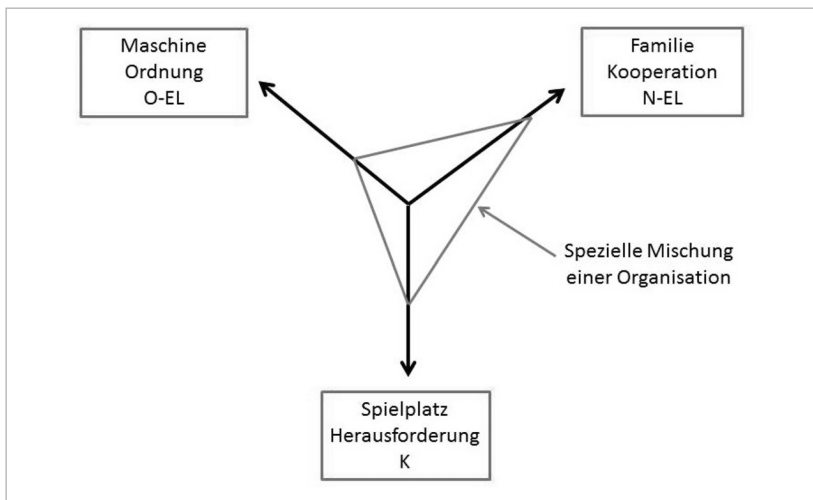 Maschine
Ordnung
O-EL
Familie
Kooperation
N-EL
Spezielle Mischung
einer Organisation
Spielplatz
Herausforderung
K